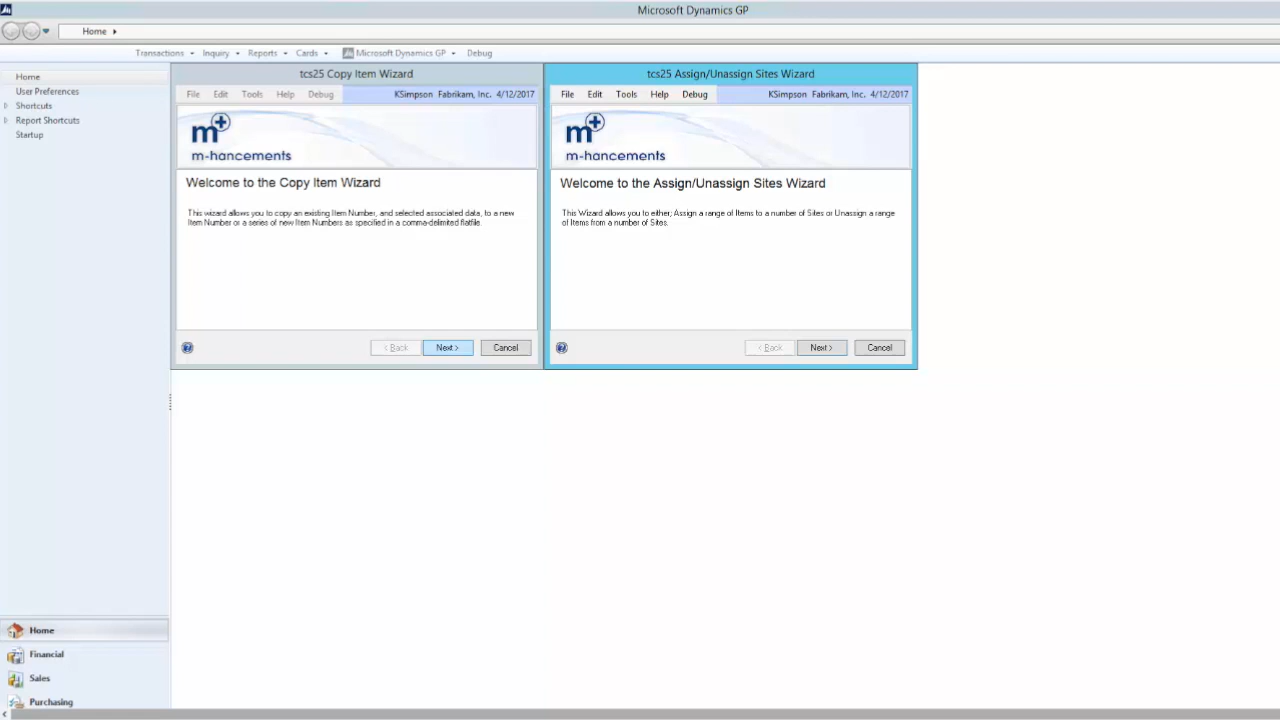 Microsoft Dynamics GP
Home
Transactions Inquiry Reports Cards Microsoft Dynamics GP Debug
Home
User Preferences
Shortcuts
Report Shortcuts
Startup
tcs25 Copy Item Wizard
File Edit Tools Help Debug KSimpson Fabrikam, Inc. 4/12/2017
m+
m-hancements
Welcome to the Copy Item Wizard
This wizard allows you to copy an existing Item Number, and selected associated data, to a new
Item Number or a series of new Item Numbers as specified in a comma-delimited flatfile.
< Back Next > Cancel
tcs25 Assign/Unassign Sites Wizard
File Edit Tools Help Debug KSimpson Fabrikam, Inc. 4/12/2017
m+
m-hancements
Welcome to the Assign/Unassign Sites Wizard
This Wizard allows you to either, Assign a range of Items to a number of Sites or Unassign a range
of Items from a number of Sites.
< Back Next > Cancel
Home
Financial
Sales
Purchasing